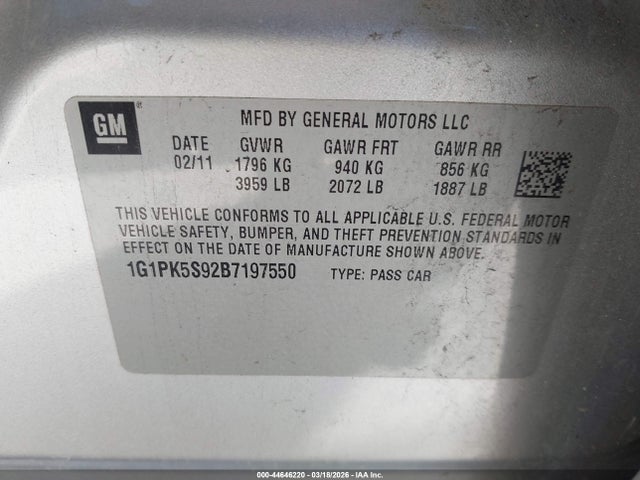 GM ®
MFD BY GENERAL MOTORS LLC
DATE GVWR GAWR FRT GAWR RR
02/11 1796 KG 940 KG 856 KG
3959 LB 2072 LB 1887 LB
THIS VEHICLE CONFORMS TO ALL APPLICABLE U.S. FEDERAL MOTOR
VEHICLE SAFETY, BUMPER, AND THEFT PREVENTION STANDARDS IN
EFFECT ON THE DATE OF MANUFACTURE SHOWN ABOVE.
1G1PK5S92B7197550 TYPE: PASS CAR
000-44646220 - 03/18/2026 - IAA Inc.